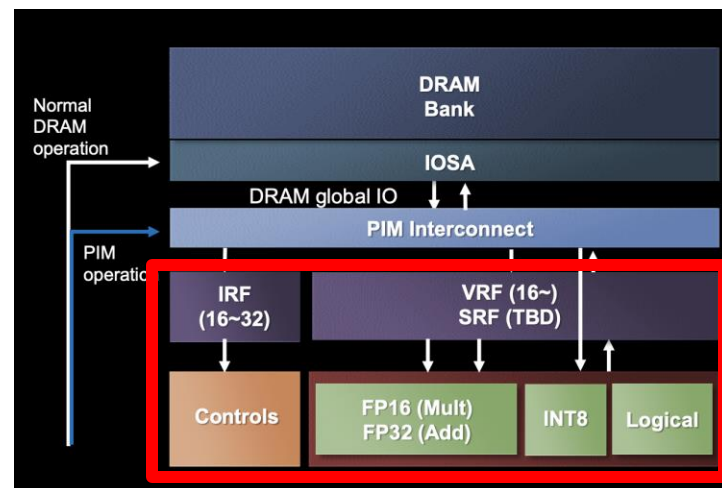 DRAM
Bank
Normal
DRAM
operation
IOSA
DRAM global IO
PIM Interconnect
PIM
operation
IRF
(16~32)
VRF (16~)
SRF (TBD)
Controls
FP16 (Mult)
FP32 (Add)
INT8
Logical